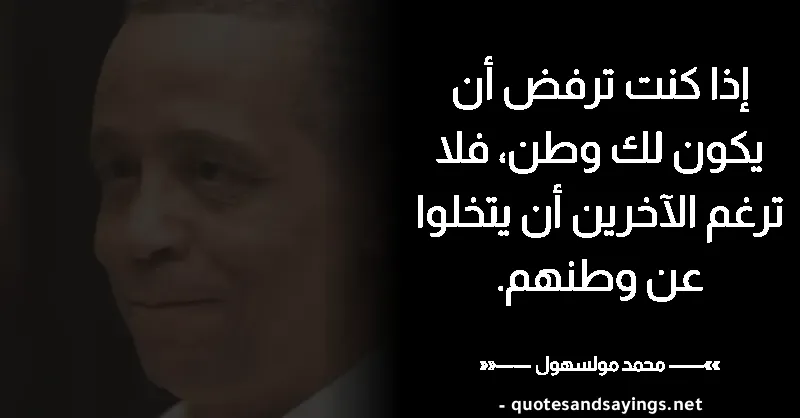 إذا كنت ترفض أن
يكون لك وطن، فلا
ترغم الآخرين أن يتخلوا
عن وطنهم.
»»—— محمد مولسهول ——««
- quotesandsayings.net